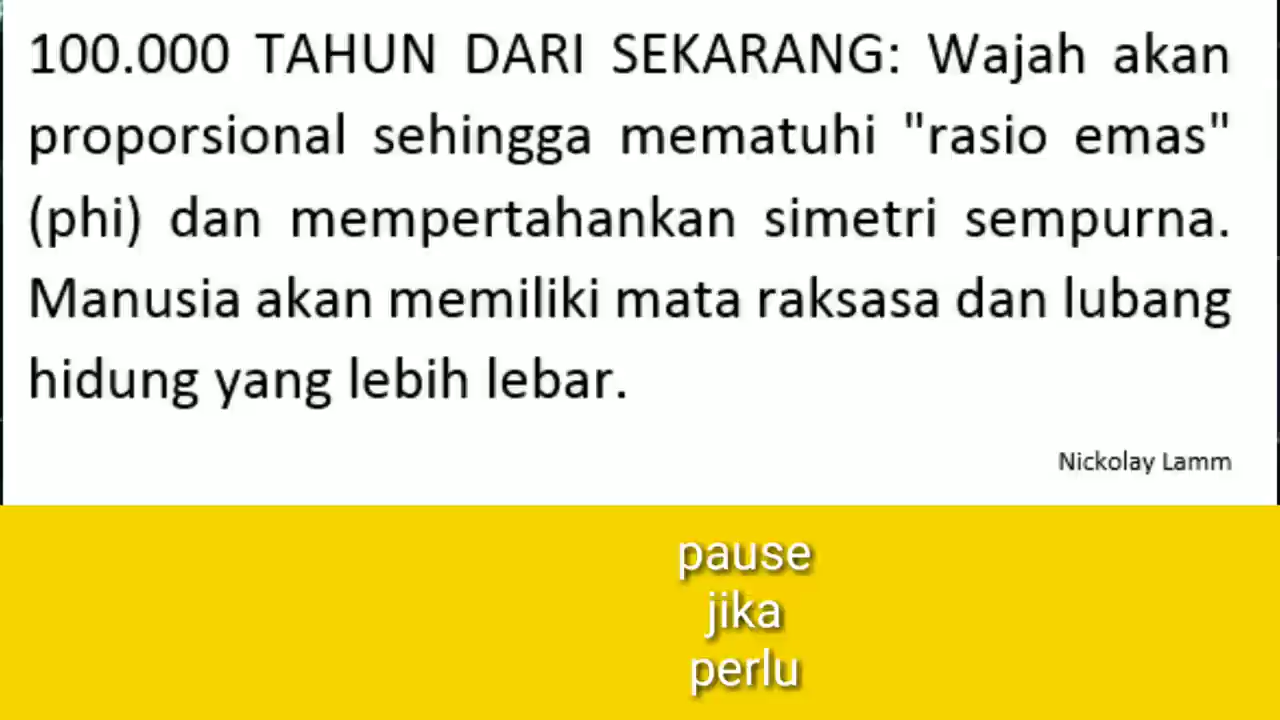 100.000 TAHUN DARI SEKARANG: Wajah akan
proporsional sehingga mematuhi "rasio emas"
(phi) dan mempertahankan simetri sempurna.
Manusia akan memiliki mata raksasa dan lubang
hidung yang lebih lebar.
Nickolay Lamm
pause
jika
perlu